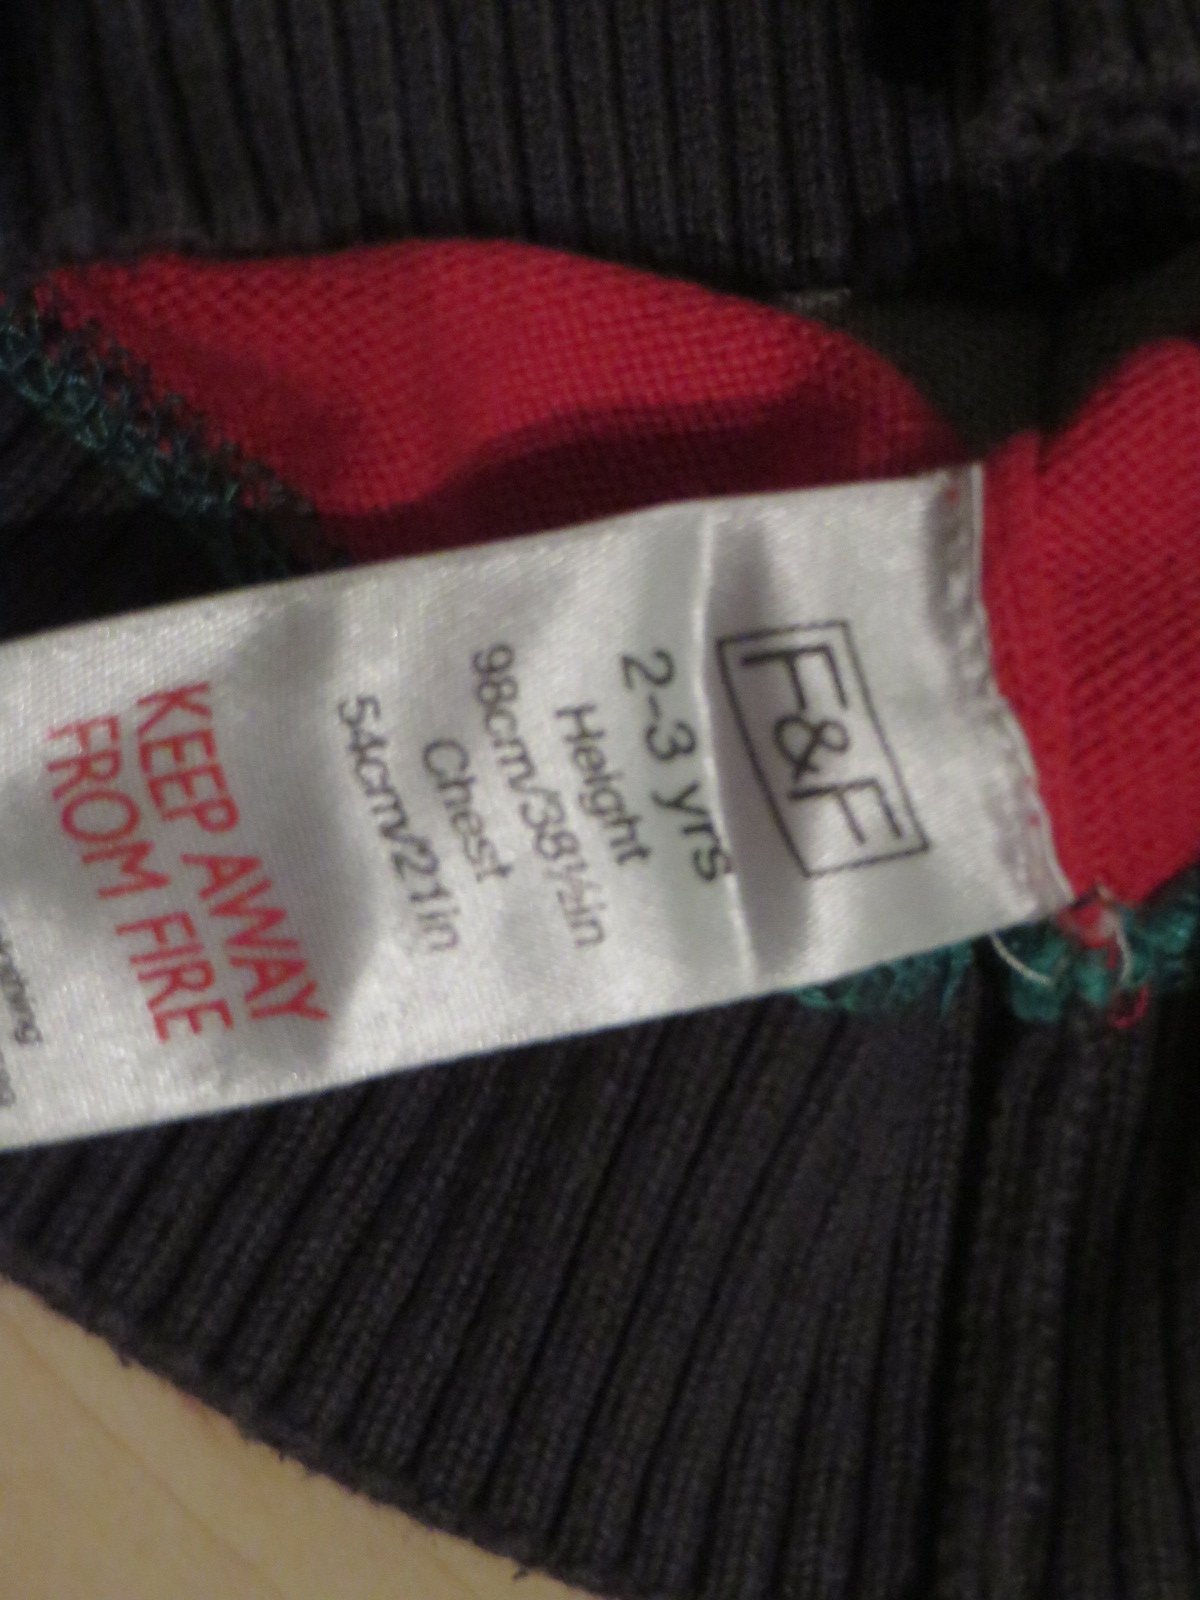 F&F
2-3 yrs
Height
98cm/38½in
Chest
54cm/21in
KEEP AWAY
FROM FIRE